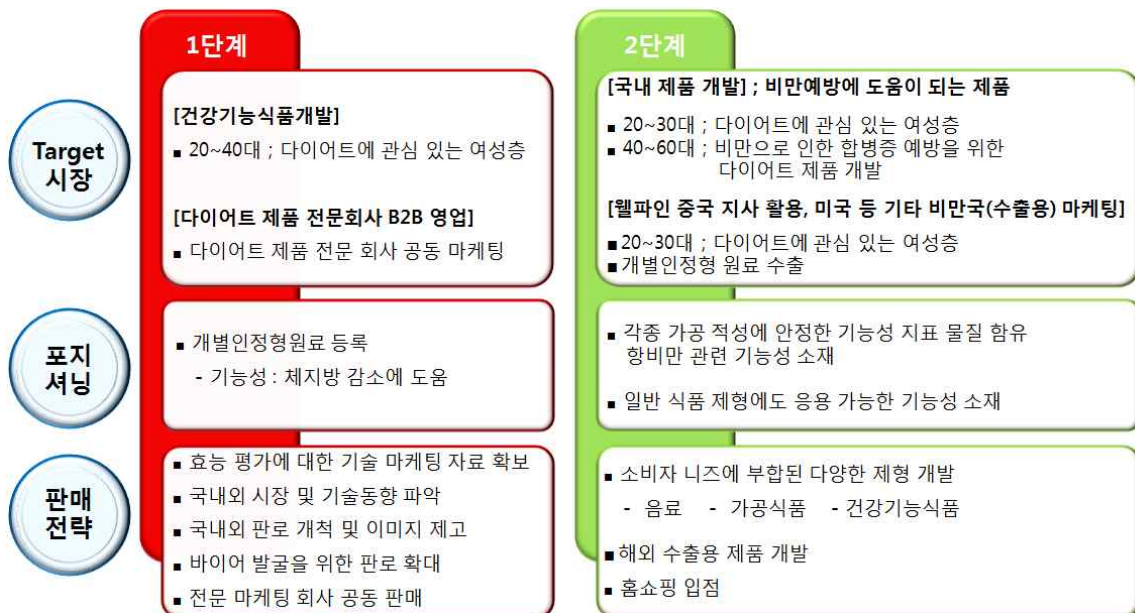 1단계
2단계
Target
시장
[건강기능식품개발]
▪ 20~40대 ; 다이어트에 관심 있는 여성층
[다이어트 제품 전문회사 B2B 영업]
▪ 다이어트 제품 전문 회사 공동 마케팅
[국내 제품 개발] ; 비만예방에 도움이 되는 제품
▪ 20~30대 ; 다이어트에 관심 있는 여성층
▪ 40~60대 ; 비만으로 인한 합병증 예방을 위한
다이어트 제품 개발
[웰파인 중국 지사 활용, 미국 등 기타 비만국(수출용) 마케팅]
▪ 20~30대 ; 다이어트에 관심 있는 여성층
▪ 개별인정형 원료 수출
포지
셔닝
▪ 개별인정형원료 등록
- 기능성 : 체지방 감소에 도움
▪ 각종 가공 적성에 안정한 기능성 지표 물질 함유
항비만 관련 기능성 소재
▪ 일반 식품 제형에도 응용 가능한 기능성 소재
판매
전략
▪ 효능 평가에 대한 기술 마케팅 자료 확보
▪ 국내외 시장 및 기술동향 파악
▪ 국내외 판로 개척 및 이미지 제고
▪ 바이어 발굴을 위한 판로 확대
▪ 전문 마케팅 회사 공동 판매
▪ 소비자 니즈에 부합된 다양한 제형 개발
- 음료 - 가공식품 - 건강기능식품
▪ 해외 수출용 제품 개발
▪ 홈쇼핑 입점